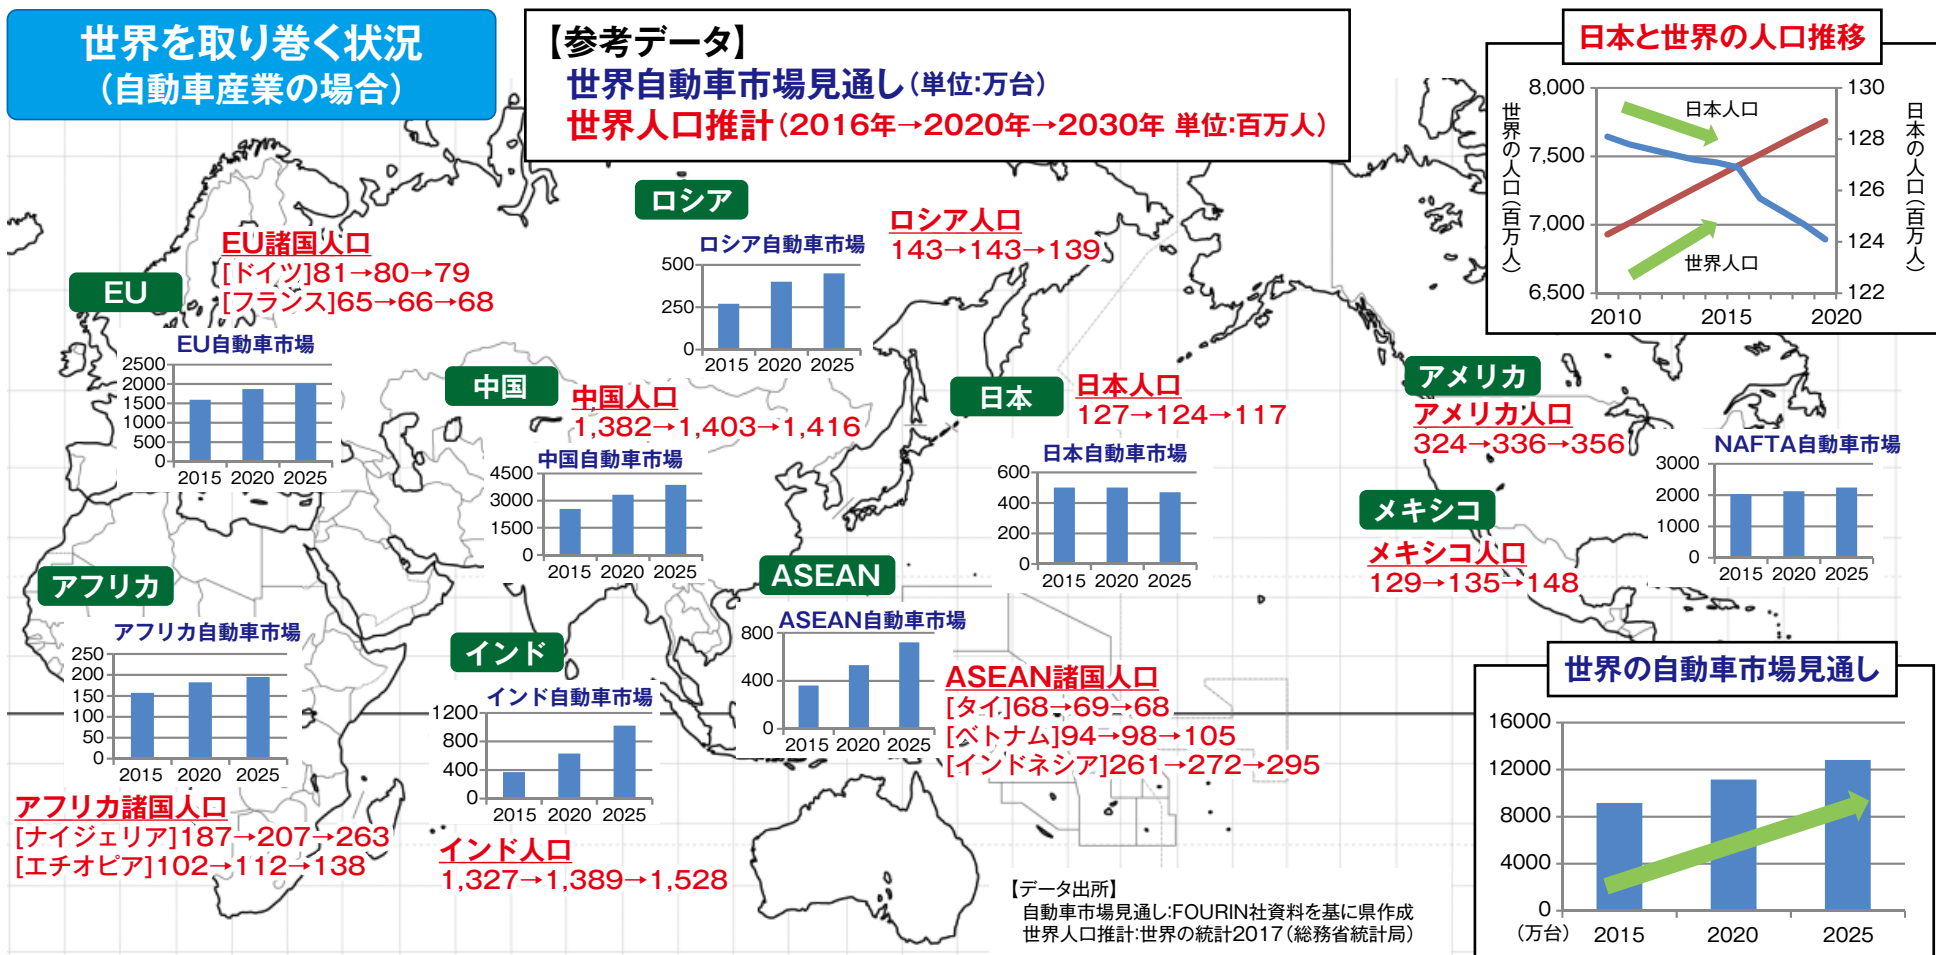 世界を取り巻く状況
（自動車産業の場合）
【参考データ】
世界自動車市場見通し（単位:万台）
世界人口推計（2016年→2020年→2030年 単位:百万人）
日本と世界の人口推移
世界の人口（百万人）
日本の人口（百万人）
8,000
7,500
7,000
6,500
130
128
126
124
122
日本人口
世界人口
2010 2015 2020
ロシア
ロシア自動車市場
500
250
0
2015 2020 2025
ロシア人口
143→143→139
EU
EU諸国人口
[ドイツ]81→80→79
[フランス]65→66→68
EU自動車市場
2500
2000
1500
1000
500
0
2015 2020 2025
中国
中国人口
1,382→1,403→1,416
中国自動車市場
4500
3000
1500
0
2015 2020 2025
日本
日本人口
127→124→117
日本自動車市場
600
400
200
0
2015 2020 2025
アメリカ
アメリカ人口
324→336→356
NAFTA自動車市場
3000
2000
1000
0
2015 2020 2025
メキシコ
メキシコ人口
129→135→148
アフリカ
アフリカ自動車市場
250
200
150
100
50
0
2015 2020 2025
アフリカ諸国人口
[ナイジェリア]187→207→263
[エチオピア]102→112→138
インド
インド自動車市場
1200
800
400
0
2015 2020 2025
インド人口
1,327→1,389→1,528
ASEAN
ASEAN自動車市場
800
400
0
2015 2020 2025
ASEAN諸国人口
[タイ]68→69→68
[ベトナム]94→98→105
[インドネシア]261→272→295
世界の自動車市場見通し
16000
12000
8000
4000
0
（万台） 2015 2020 2025
【データ出所】
自動車市場見通し:FOURIN社資料を基に県作成
世界人口推計:世界の統計2017（総務省統計局）